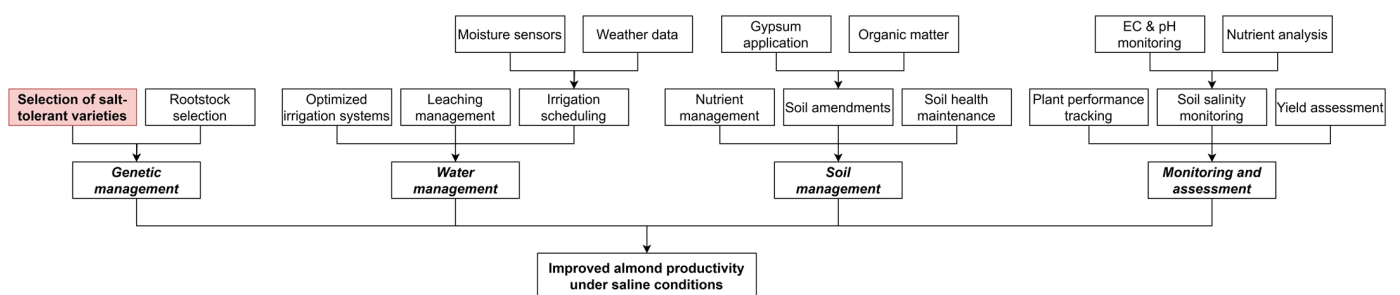 Moisture sensors
Weather data
Gypsum
application
Organic matter
EC & pH
monitoring
Nutrient analysis
Selection of salt-
tolerant varieties
Rootstock
selection
Optimized
irrigation systems
Leaching
management
Irrigation
scheduling
Nutrient
management
Soil amendments
Soil health
maintenance
Plant performance
tracking
Soil salinity
monitoring
Yield assessment
Genetic
management
Water
management
Soil
management
Monitoring and
assessment
Improved almond productivity
under saline conditions